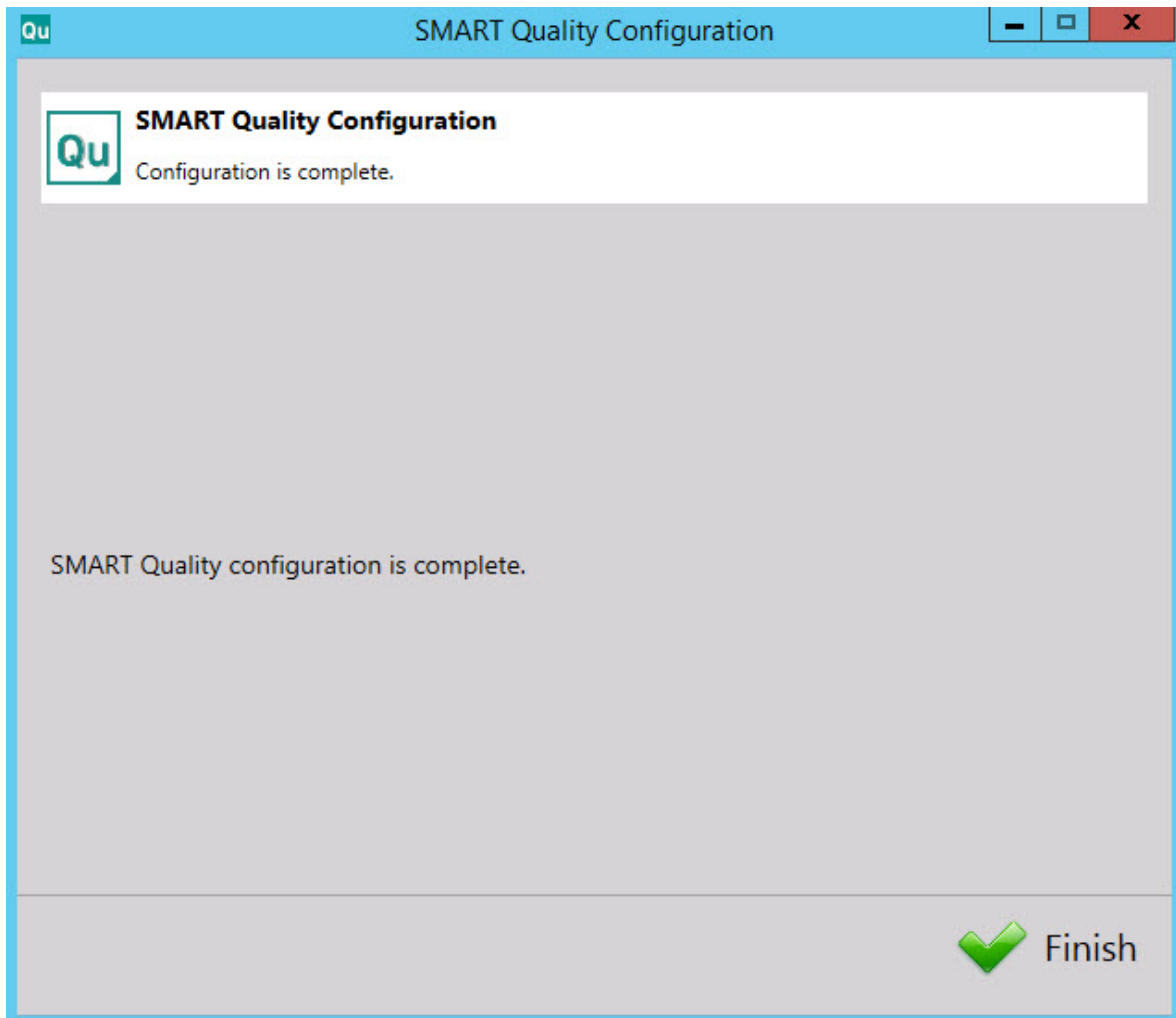 Qu SMART Quality Configuration x
Qu SMART Quality Configuration
Configuration is complete.
SMART Quality configuration is complete.
Finish